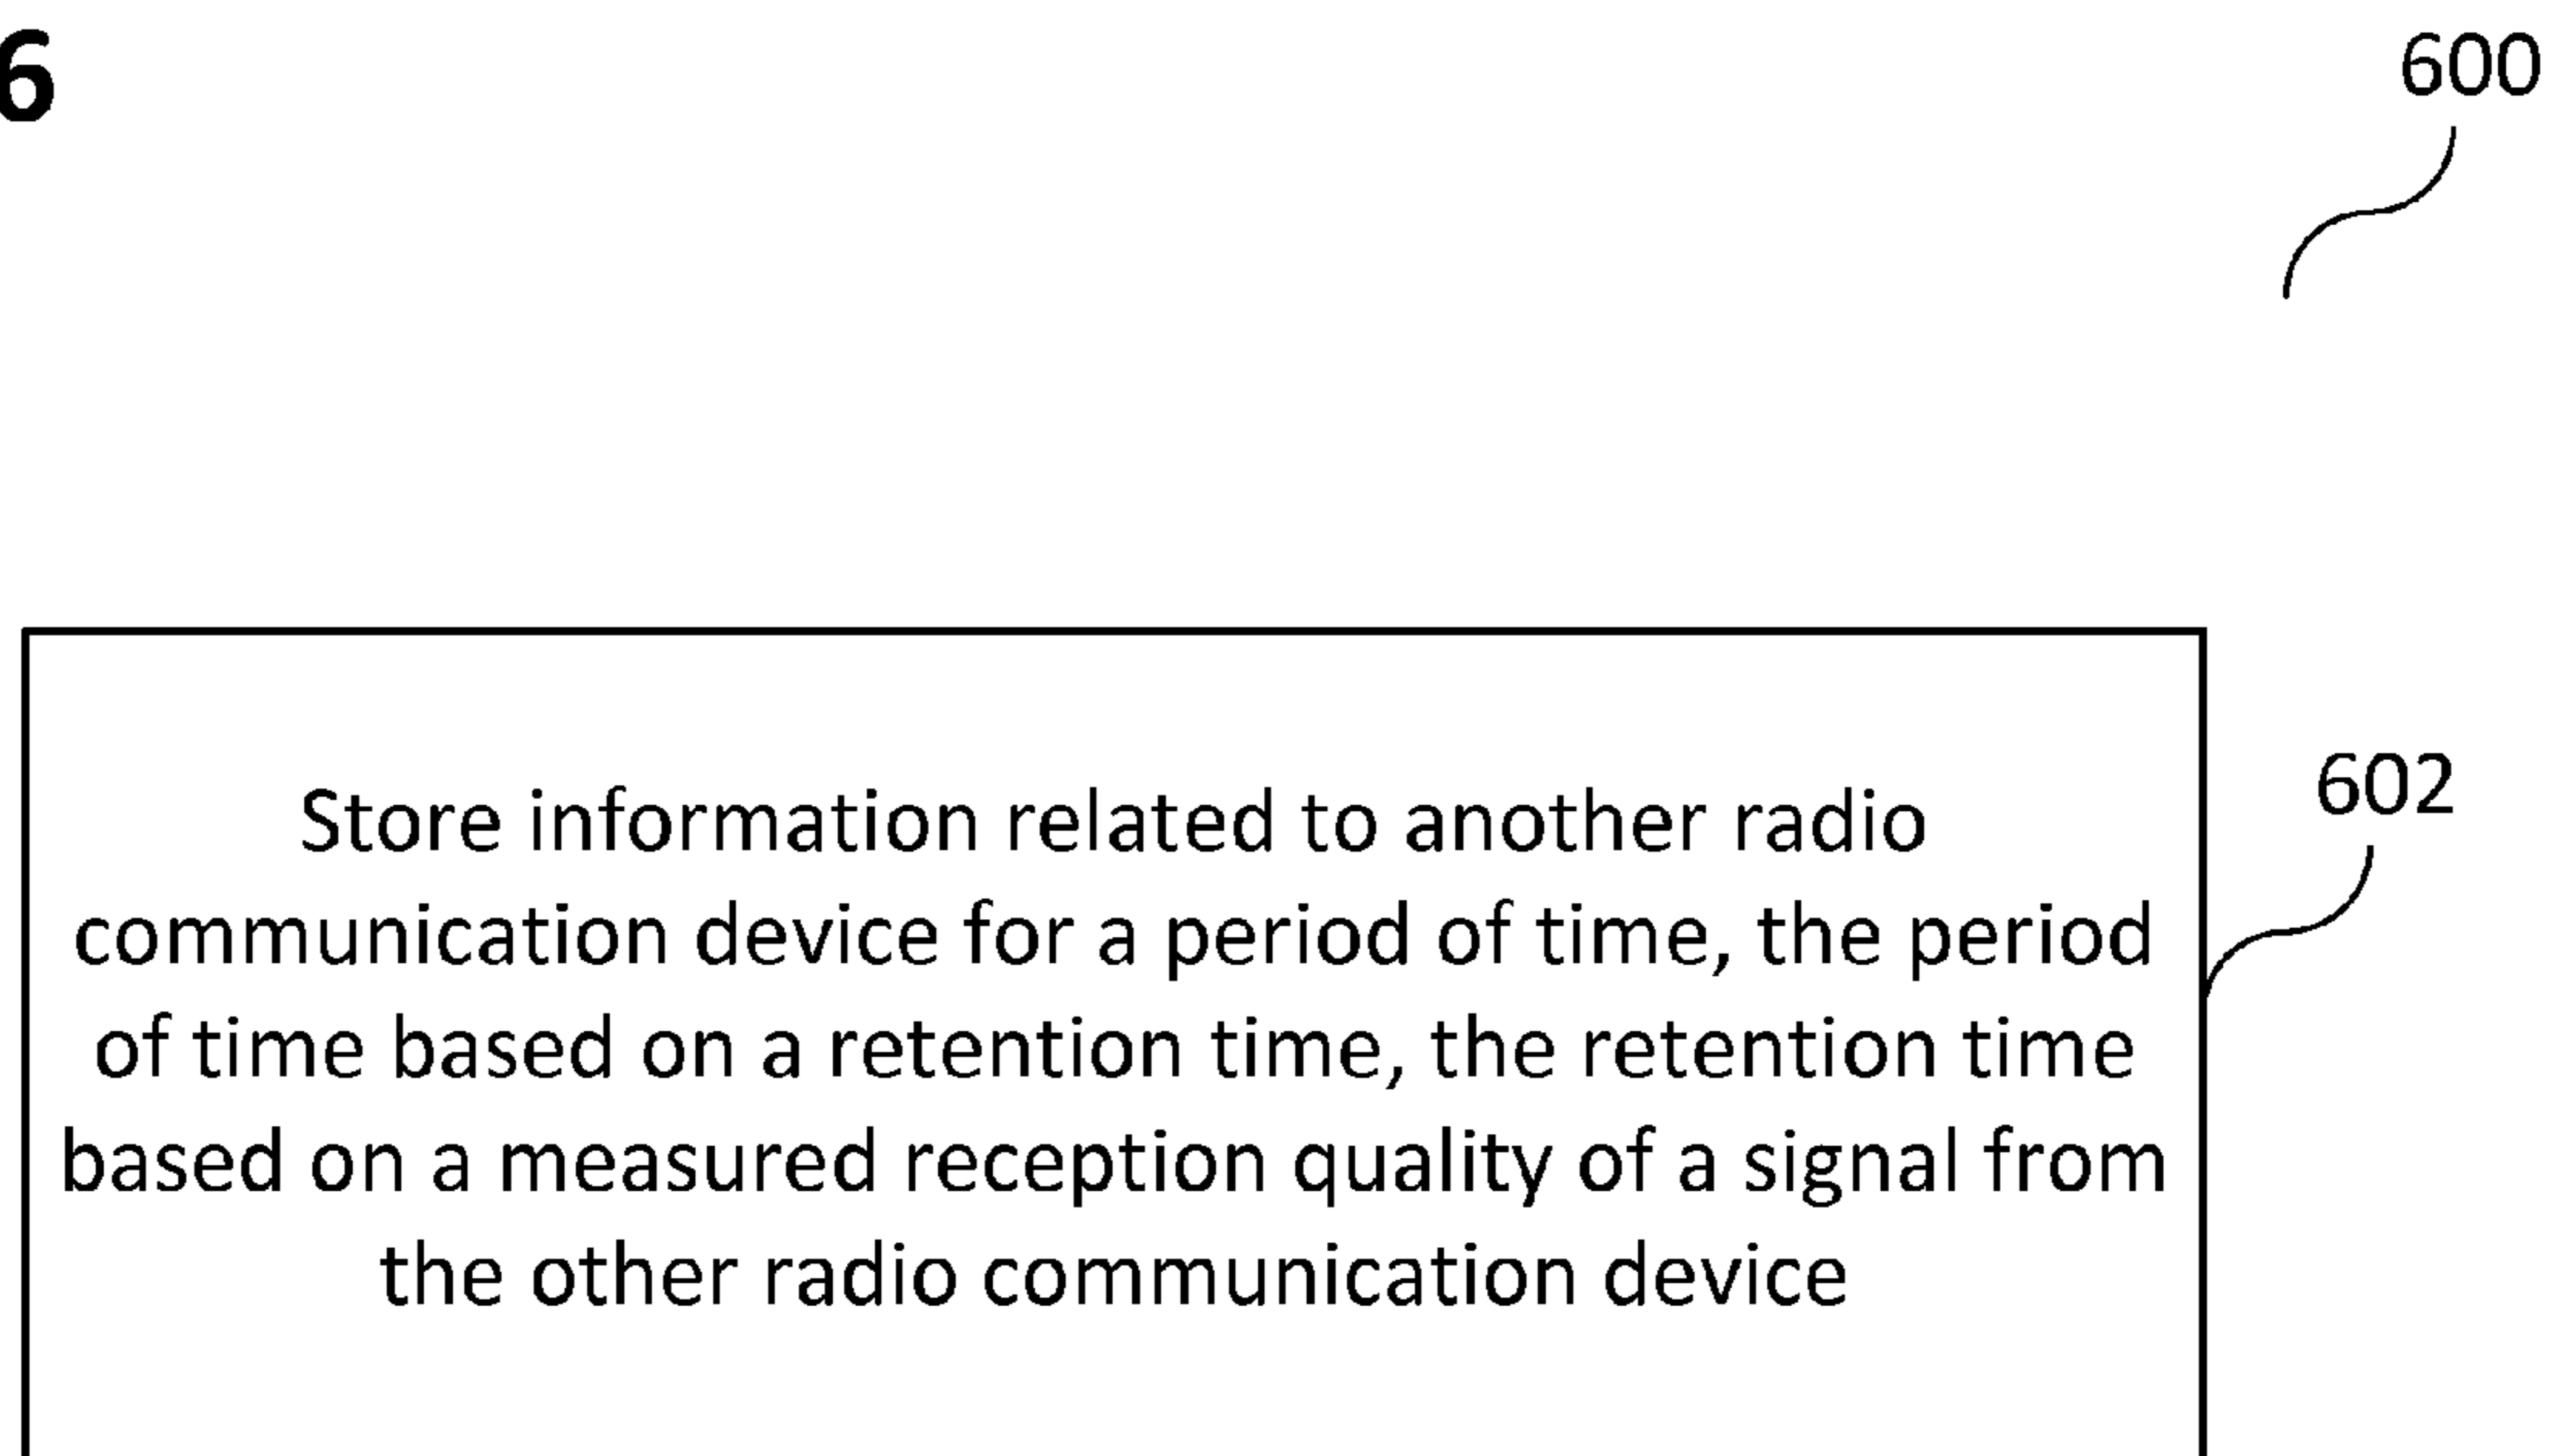 6
600
602
Store information related to another radio
communication device for a period of time, the period
of time based on a retention time, the retention time
based on a measured reception quality of a signal from
the other radio communication device